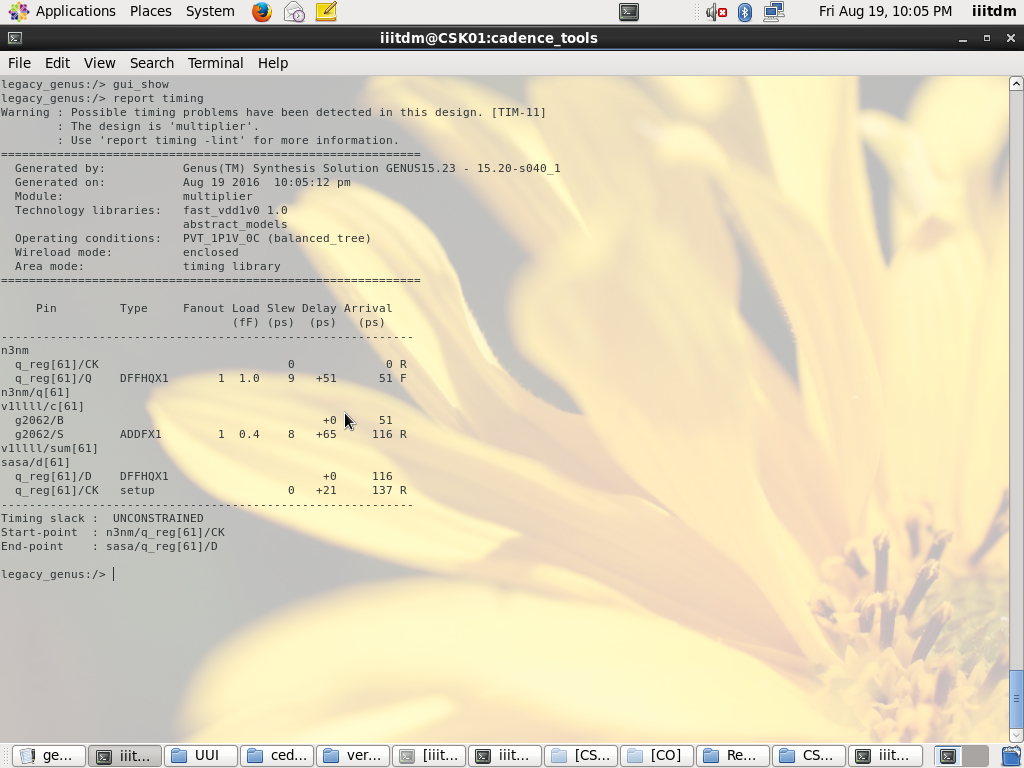 Applications Places System Fri Aug 19, 10:05 PM iiitdm
iiitdm@CSK01:cadence_tools
File Edit View Search Terminal Help
legacy_genus:/> gui_show
legacy_genus:/> report timing
Warning : Possible timing problems have been detected in this design. [TIM-11]
        : The design is 'multiplier'.
        : Use 'report timing -lint' for more information.
============================================================
  Generated by:           Genus(TM) Synthesis Solution GENUS15.23 - 15.20-s040_1
  Generated on:           Aug 19 2016  10:05:12 pm
  Module:                 multiplier
  Technology libraries:   fast_vdd1v0 1.0
                          abstract_models
  Operating conditions:   PVT_1P1V_0C (balanced_tree)
  Wireload mode:          enclosed
  Area mode:              timing library
============================================================
     Pin         Type     Fanout Load Slew Delay Arrival
                                 (fF) (ps)  (ps)   (ps)
-----------------------------------------------------------
n3nm
  q_reg[61]/CK                           0             0 R
  q_reg[61]/Q    DFFHQX1       1  1.0    9   +51      51 F
n3nm/q[61]
v1llll/c[61]
  g2062/B                                     +0      51
  g2062/S        ADDFX1        1  0.4    8   +65     116 R
v1llll/sum[61]
sasa/d[61]
  q_reg[61]/D    DFFHQX1                      +0     116
  q_reg[61]/CK   setup                   0   +21     137 R
-----------------------------------------------------------
Timing slack :  UNCONSTRAINED
Start-point  : n3nm/q_reg[61]/CK
End-point    : sasa/q_reg[61]/D
legacy_genus:/>
ge... iiit... UUI ced... ver... [iiit... iiit... [CS... [CO] Re... CS... iiit...